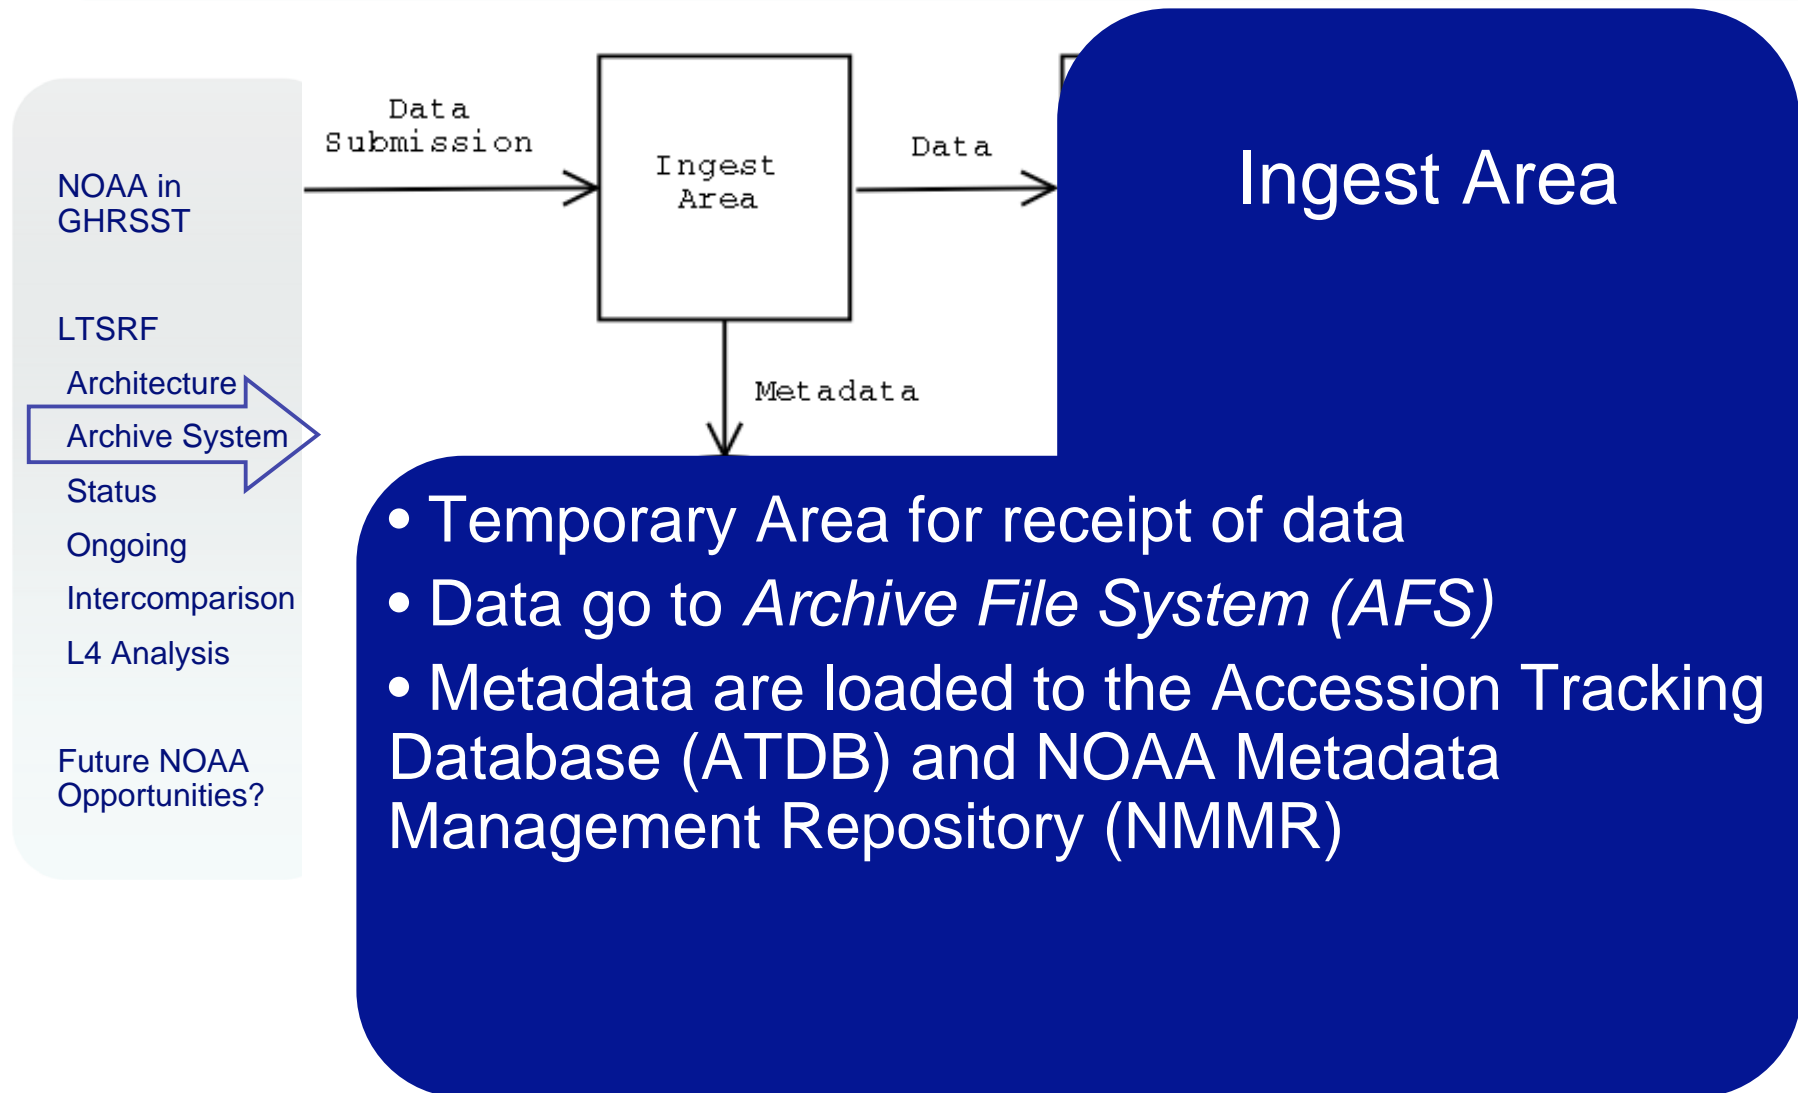 NOAA in
GHRSST
LTSRF
Architecture
Archive System
Status
Ongoing
Intercomparison
L4 Analysis
Future NOAA
Opportunities?
Data
Submission
Ingest
Area
Data
Metadata
Ingest Area
• Temporary Area for receipt of data
• Data go to Archive File System (AFS)
• Metadata are loaded to the Accession Tracking
Database (ATDB) and NOAA Metadata
Management Repository (NMMR)